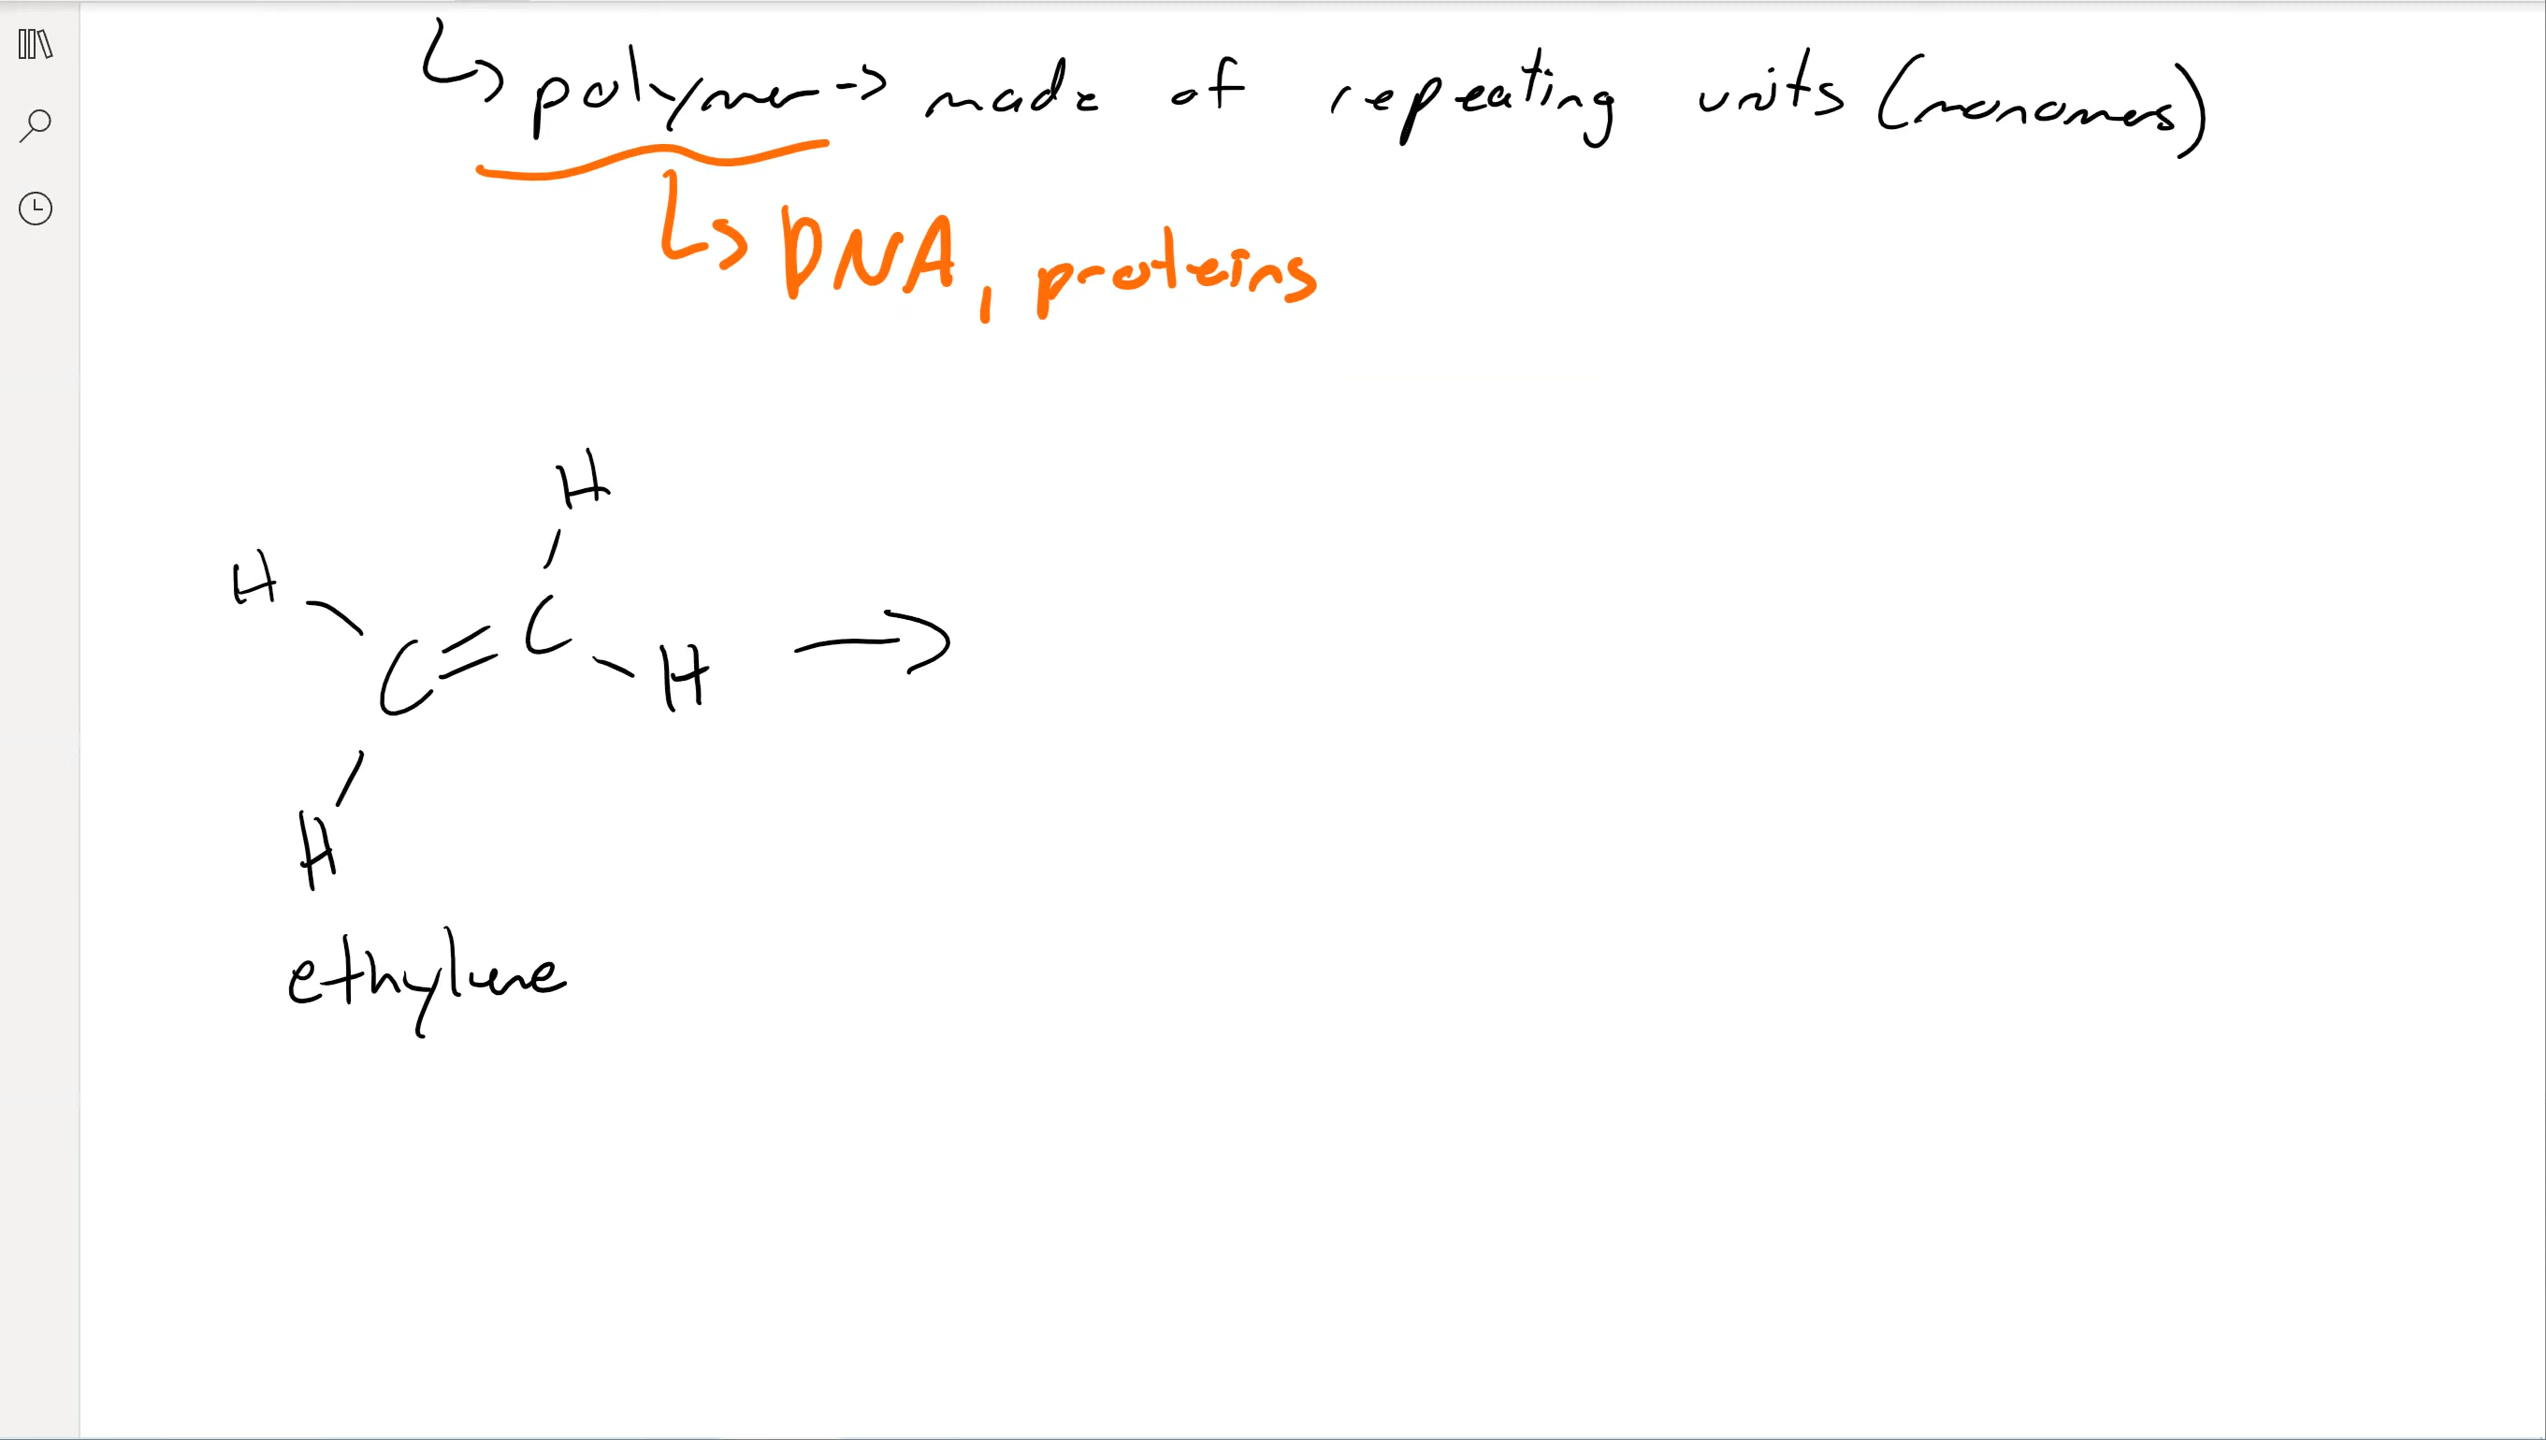 ↳ polymer → made of repeating units (monomers)
↳ DNA, proteins
H
H
C = C
H →
H
ethylene